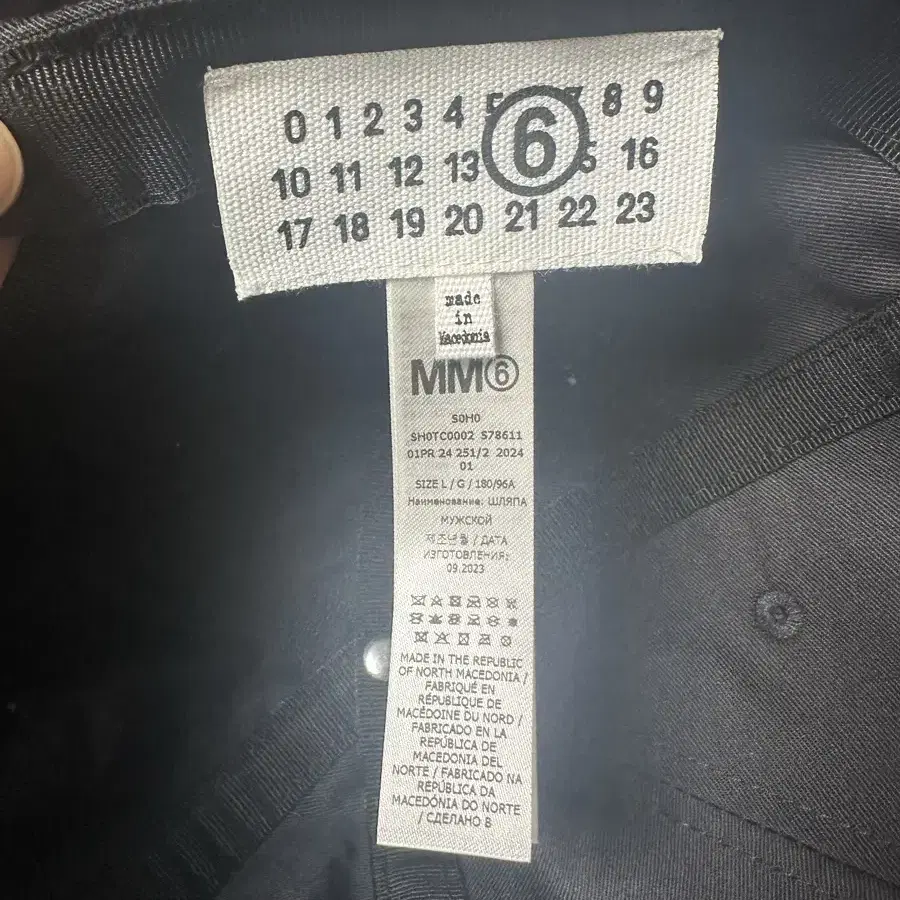 0 1 2 3 4 5 6 7 8 9
10 11 12 13 16
17 18 19 20 21 22 23
made
in
Macedonia
MM⑥
S0H0
SH0TC0002 S78611
01PR 24 251/2 2024
01
SIZE L / G / 180/96A
Наименование: ШЛЯПА
МУЖСКОЙ
제조년월 / ДАТА
ИЗГОТОВЛЕНИЯ:
09.2023
MADE IN THE REPUBLIC
OF NORTH MACEDONIA /
FABRIQUÉ EN
RÉPUBLIQUE DE
MACÉDOINE DU NORD /
FABRICADO EN LA
REPÚBLICA DE
MACEDONIA DEL
NORTE / FABRICADO NA
REPÚBLICA DA
MACEDÓNIA DO NORTE
/ СДЕЛАНО В